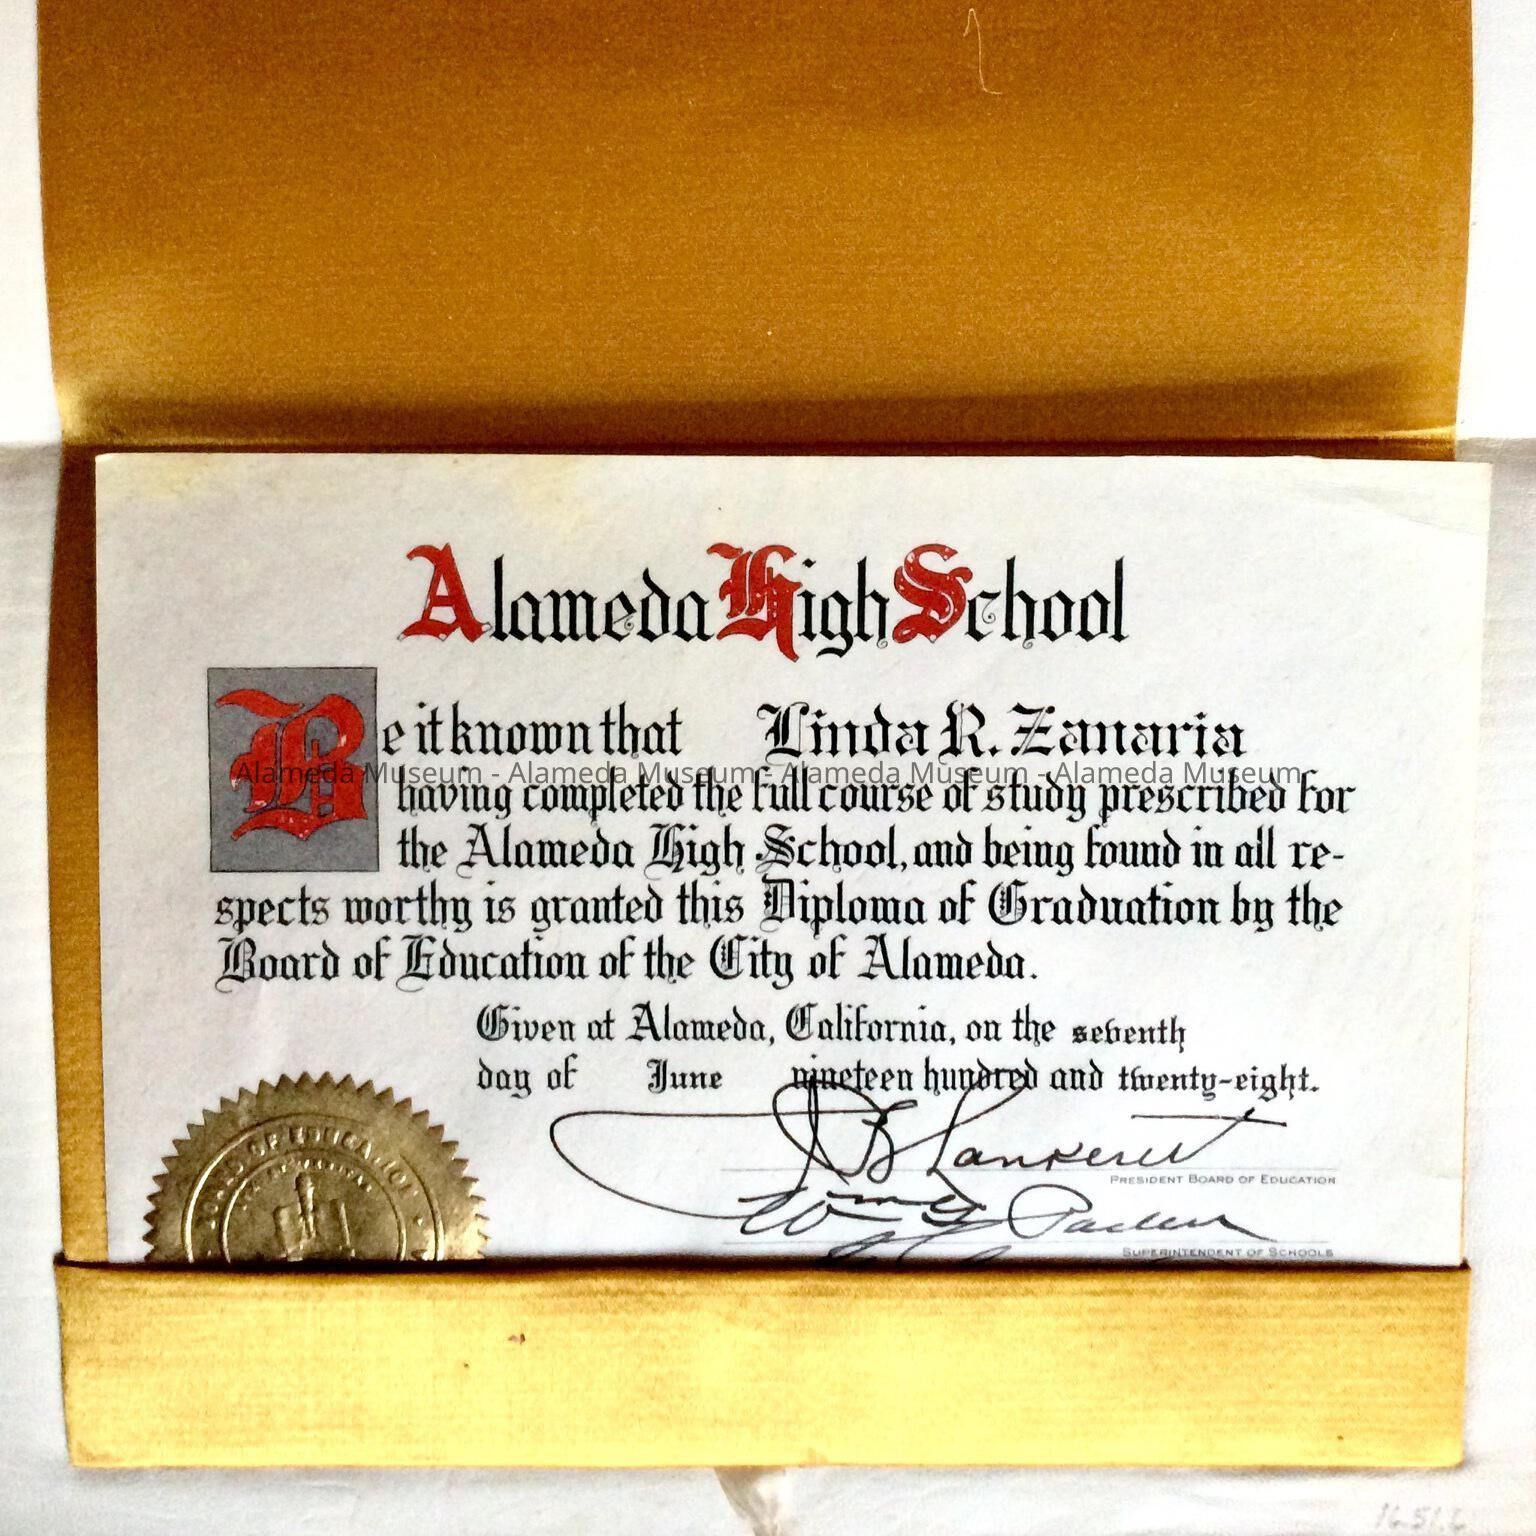 Alameda High School
Be it known that Linda R. Zanaria
Alameda Museum - Alameda Museum - Alameda Museum - Alameda Museum
having completed the full course of study prescribed for
the Alameda High School, and being found in all re-
spects worthy is granted this Diploma of Graduation by the
Board of Education of the City of Alameda.
Given at Alameda, California, on the seventh
day of June nineteen hundred and twenty-eight.
PRESIDENT BOARD OF EDUCATION
BOARD OF EDUCATION
Paden
SUPERINTENDENT OF SCHOOLS